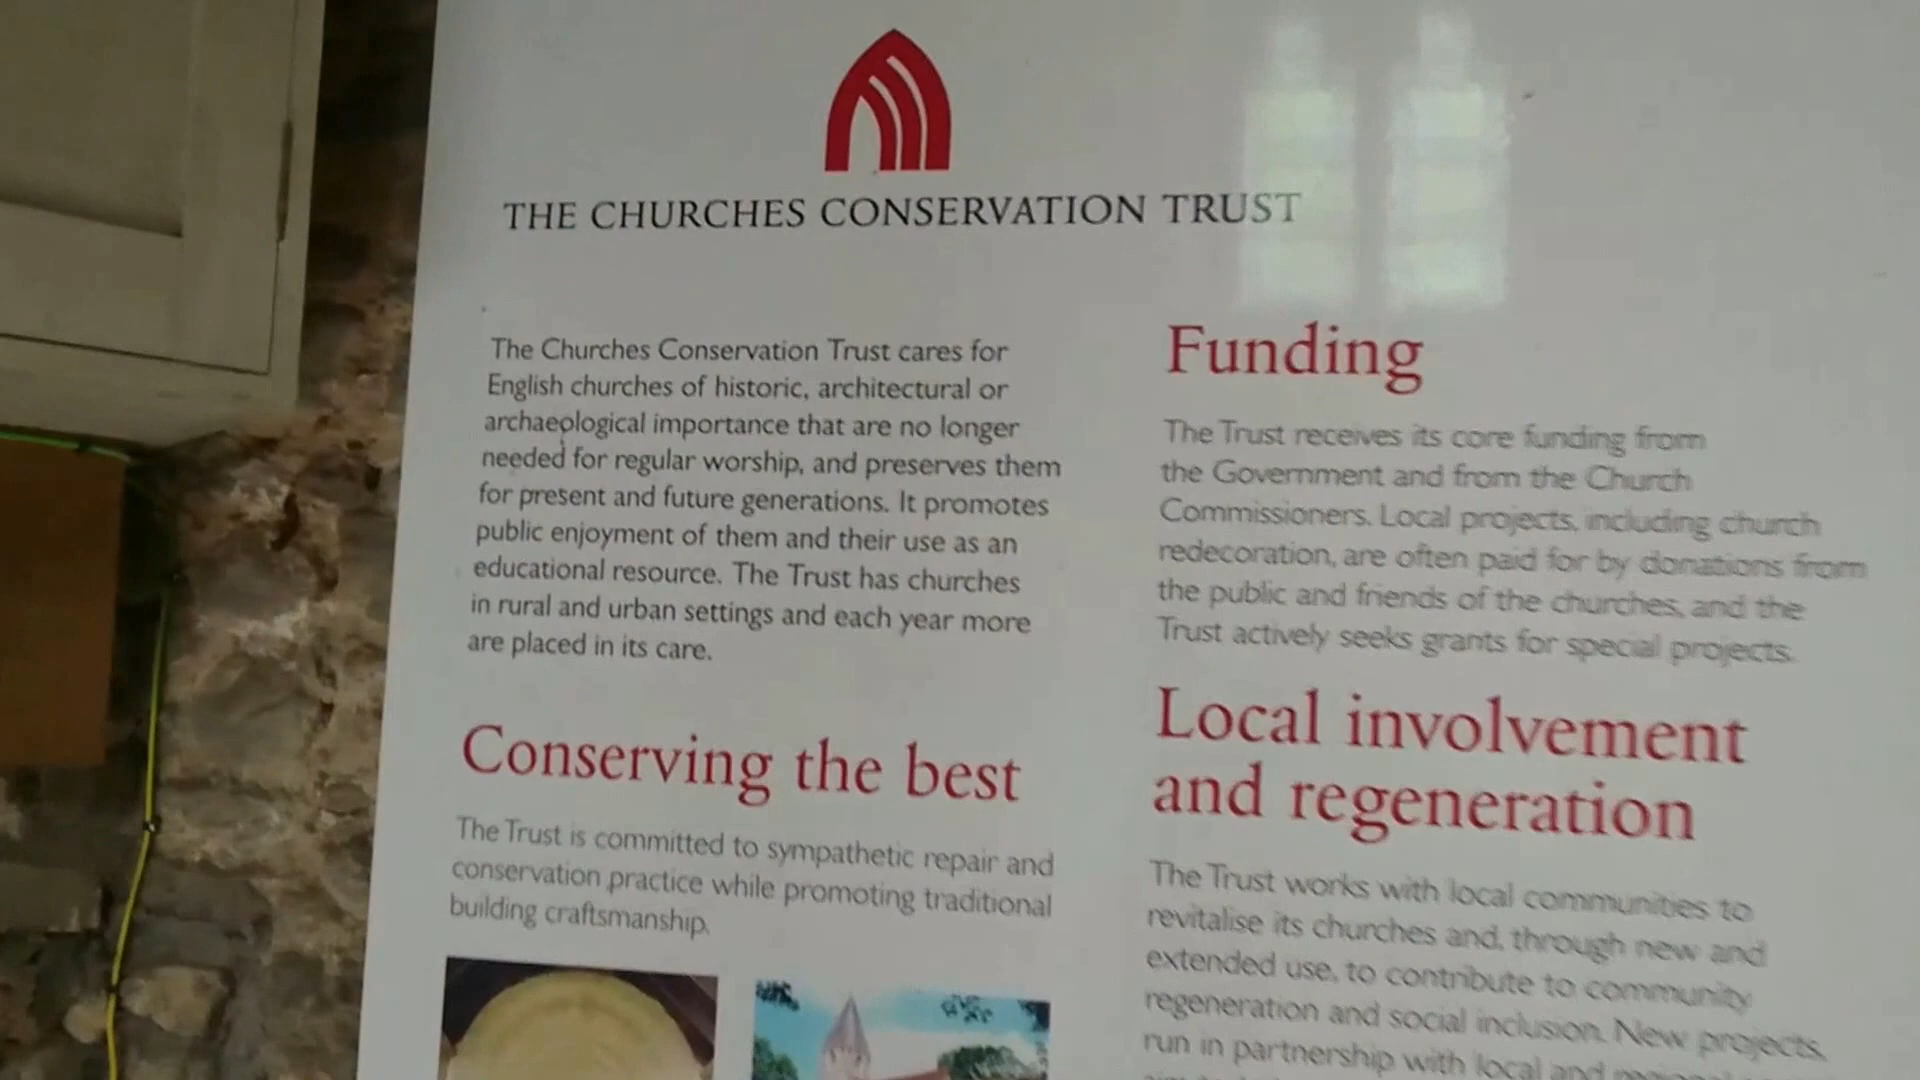 THE CHURCHES CONSERVATION TRUST
The Churches Conservation Trust cares for
English churches of historic, architectural or
archaeological importance that are no longer
needed for regular worship, and preserves them
for present and future generations. It promotes
public enjoyment of them and their use as an
educational resource. The Trust has churches
in rural and urban settings and each year more
are placed in its care.
Conserving the best
The Trust is committed to sympathetic repair and
conservation practice while promoting traditional
building craftsmanship.
Funding
The Trust receives its core funding from
the Government and from the Church
Commissioners. Local projects, including church
redecoration, are often paid for by donations from
the public and friends of the churches, and the
Trust actively seeks grants for special projects.
Local involvement
and regeneration
The Trust works with local communities to
revitalise its churches and, through new and
extended use, to contribute to community
regeneration and social inclusion. New projects,
run in partnership with local and